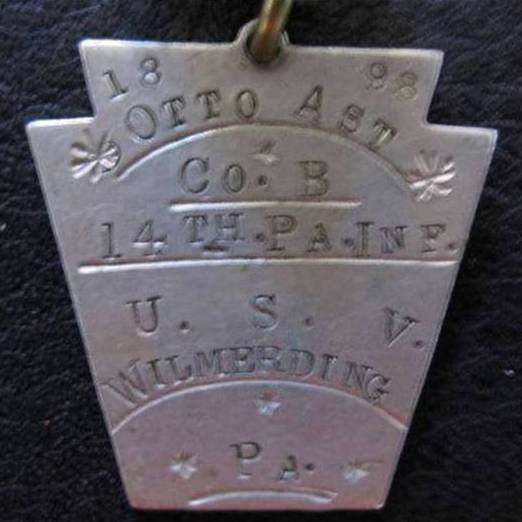 18 98
OTTO AST
CO. B
14TH. PA. INF.
U. S. V.
WILMERDING
PA.